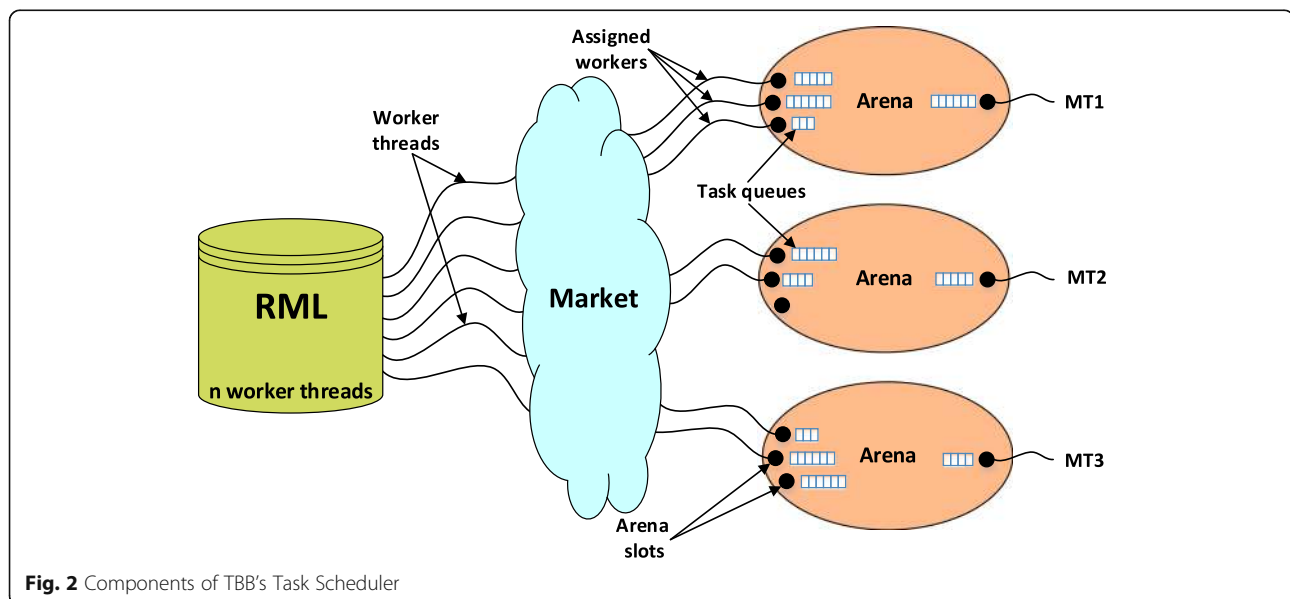 Assigned
workers
Arena
MT1
Worker
threads
Task queues
RML
n worker threads
Market
Arena
MT2
Arena
MT3
Arena
slots
Fig. 2 Components of TBB's Task Scheduler